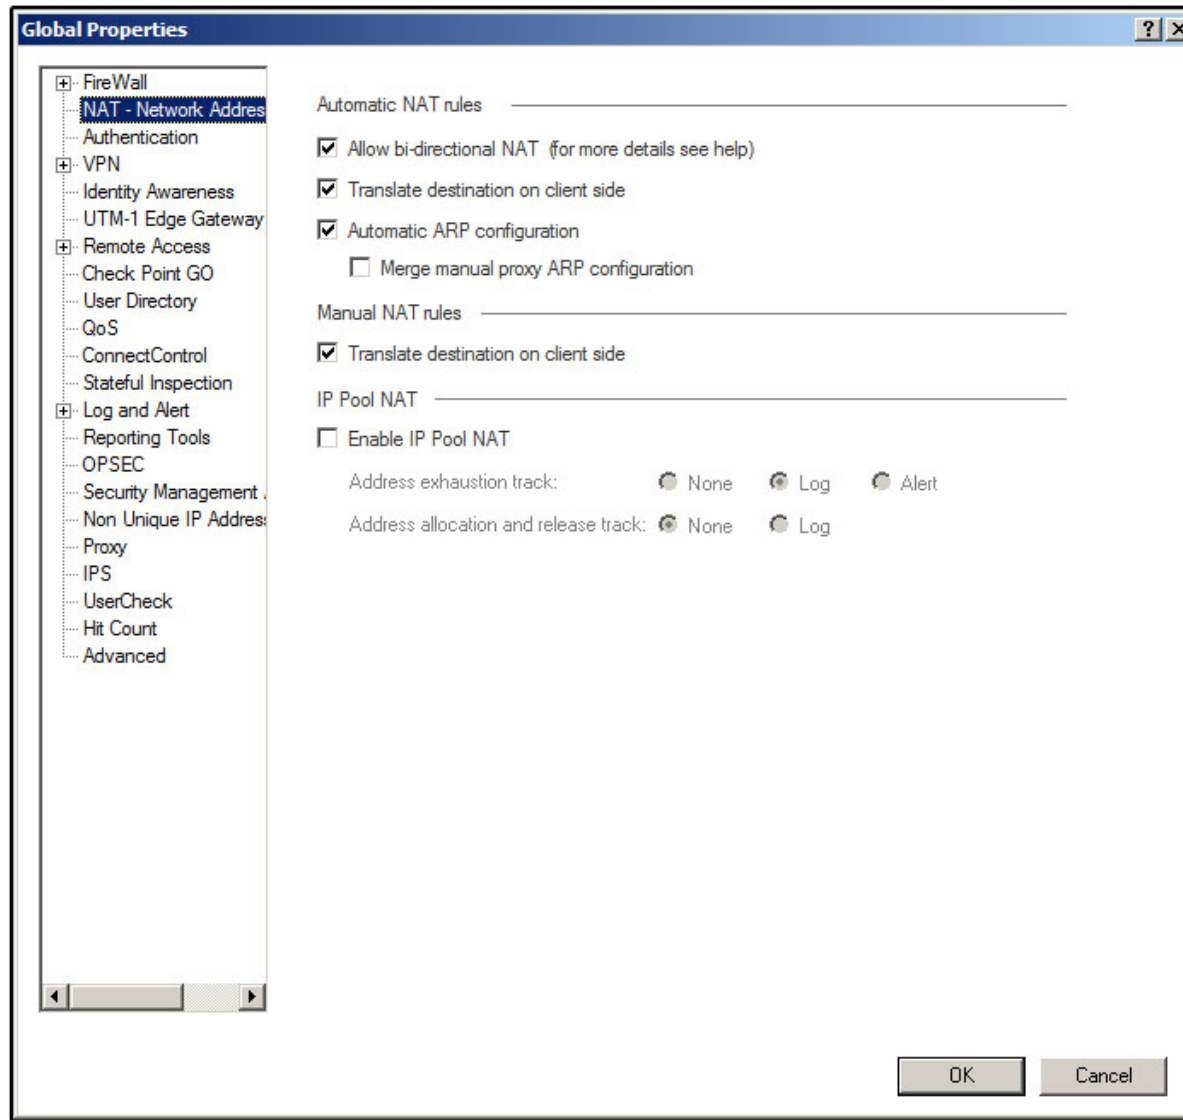 Global Properties
FireWall
NAT - Network Addres
Authentication
VPN
Identity Awareness
UTM-1 Edge Gateway
Remote Access
Check Point GO
User Directory
QoS
ConnectControl
Stateful Inspection
Log and Alert
Reporting Tools
OPSEC
Security Management
Non Unique IP Address
Proxy
IPS
UserCheck
Hit Count
Advanced
Automatic NAT rules
Allow bi-directional NAT (for more details see help)
Translate destination on client side
Automatic ARP configuration
Merge manual proxy ARP configuration
Manual NAT rules
Translate destination on client side
IP Pool NAT
Enable IP Pool NAT
Address exhaustion track: None Log Alert
Address allocation and release track: None Log
OK Cancel